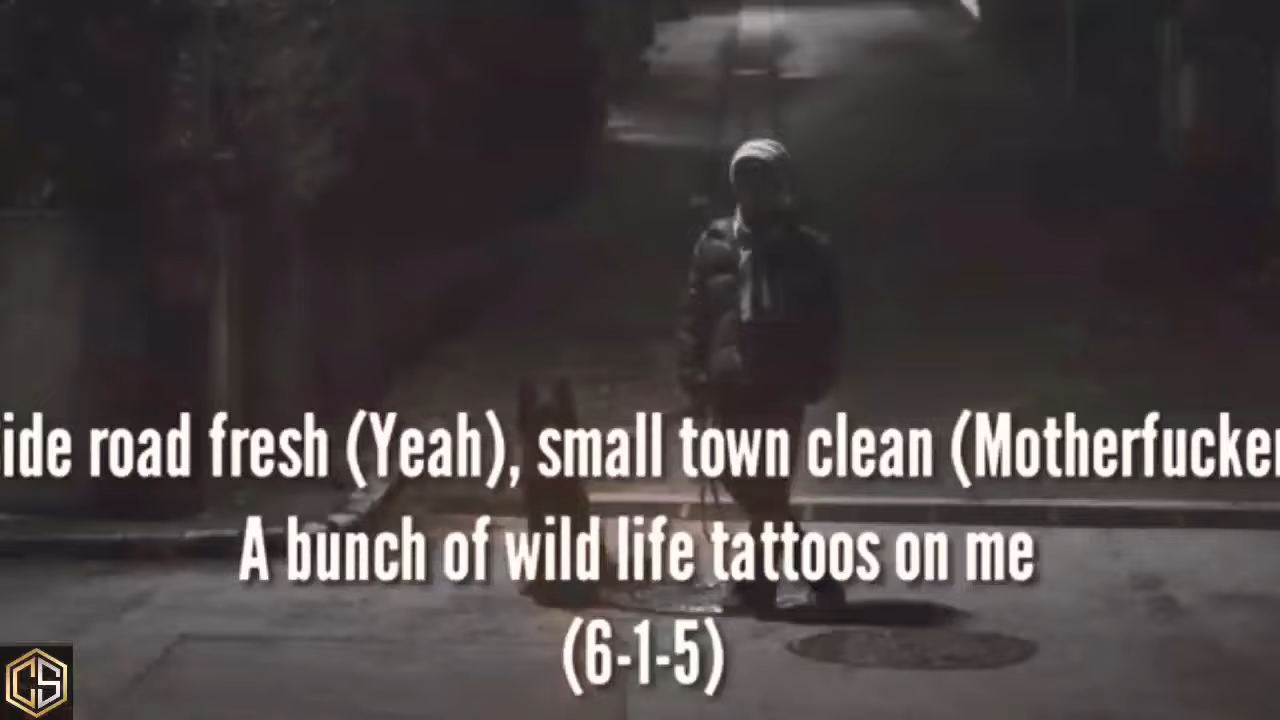 ide road fresh (Yeah), small town clean (Motherfucker
A bunch of wild life tattoos on me
(6-1-5)
CS